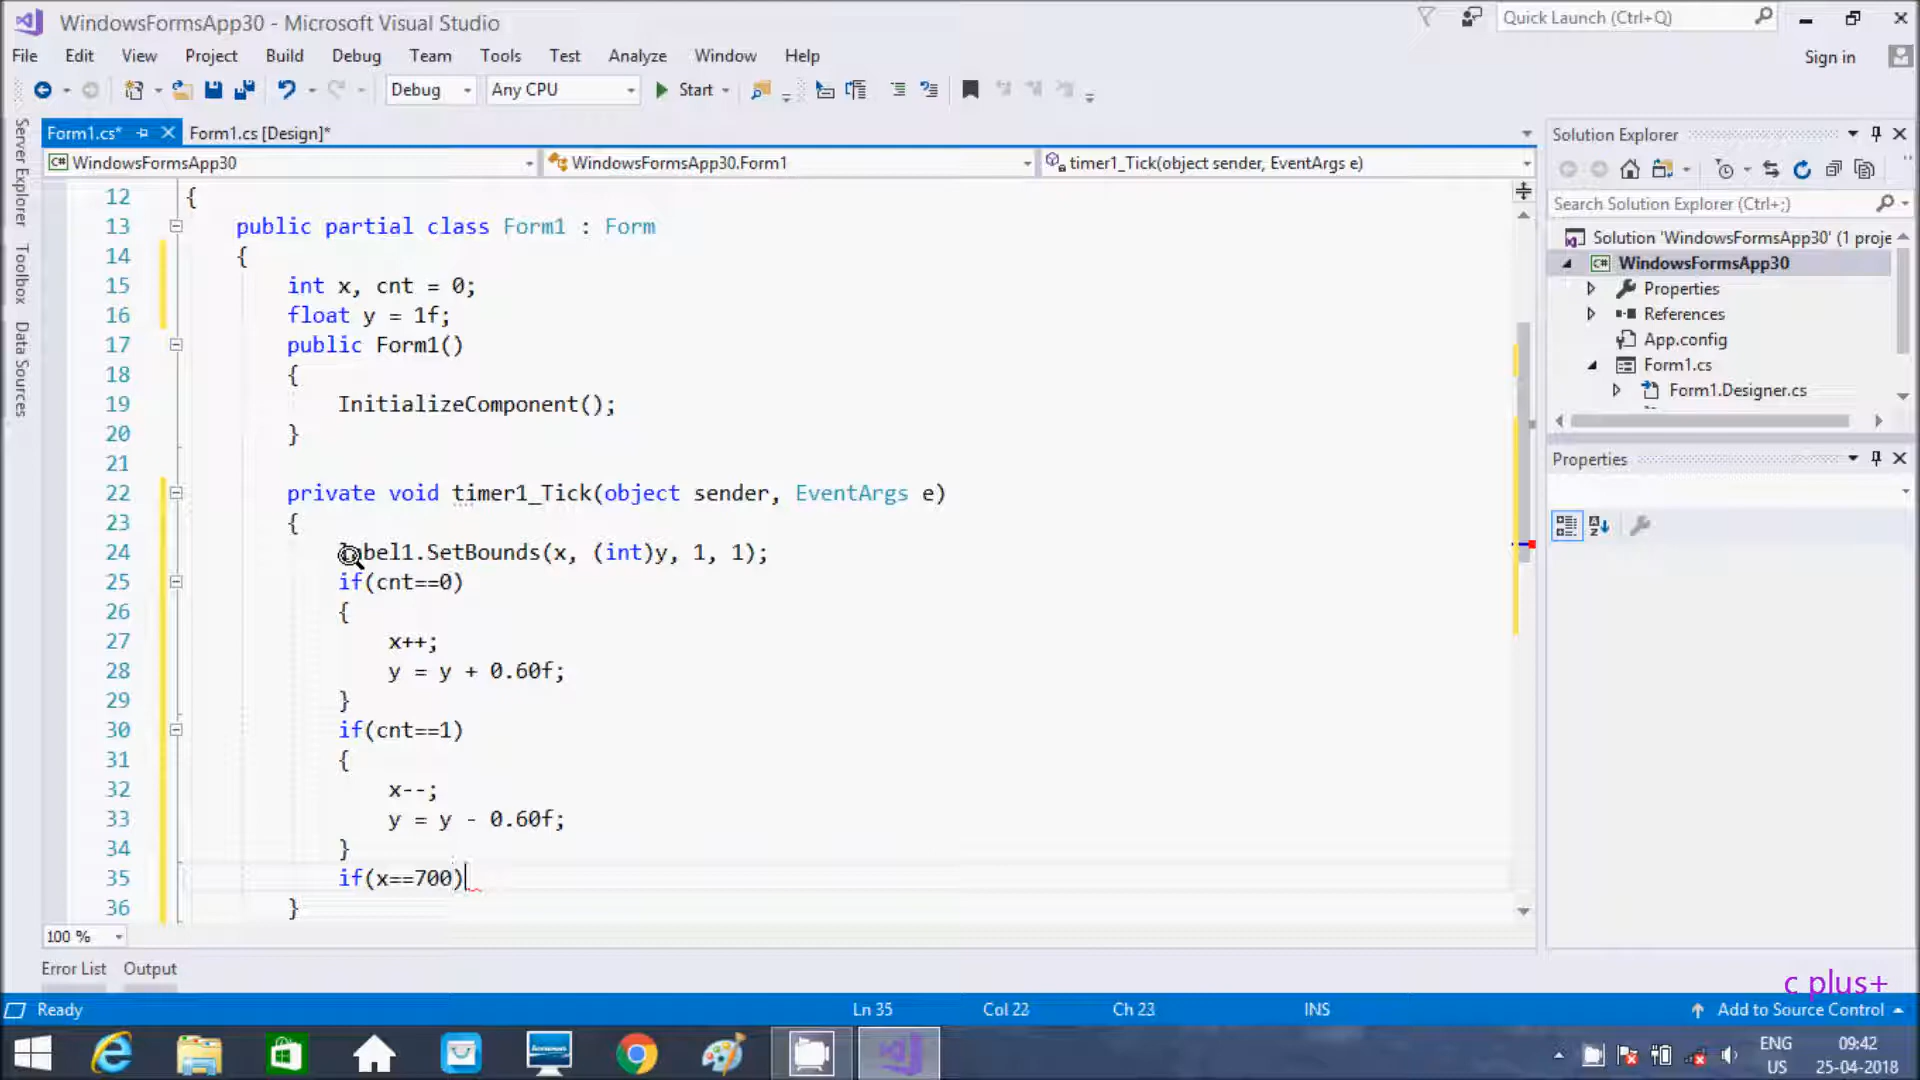 WindowsFormsApp30 - Microsoft Visual Studio
Quick Launch (Ctrl+Q)
File Edit View Project Build Debug Team Tools Test Analyze Window Help
Sign in
Debug Any CPU Start
Form1.cs* Form1.cs [Design]*
WindowsFormsApp30 WindowsFormsApp30.Form1 timer1_Tick(object sender, EventArgs e)
Server Explorer
Toolbox
Data Sources
12 {
13 public partial class Form1 : Form
14 {
15 int x, cnt = 0;
16 float y = 1f;
17 public Form1()
18 {
19 InitializeComponent();
20 }
21
22 private void timer1_Tick(object sender, EventArgs e)
23 {
24 label1.SetBounds(x, (int)y, 1, 1);
25 if(cnt==0)
26 {
27 x++;
28 y = y + 0.60f;
29 }
30 if(cnt==1)
31 {
32 x--;
33 y = y - 0.60f;
34 }
35 if(x==700)
36 }
100 %
Solution Explorer
Search Solution Explorer (Ctrl+;)
Solution 'WindowsFormsApp30' (1 proje
C# WindowsFormsApp30
Properties
References
App.config
Form1.cs
Form1.Designer.cs
Properties
Error List Output
c plus+
Ready Ln 35 Col 22 Ch 23 INS Add to Source Control
ENG
US
09:42
25-04-2018